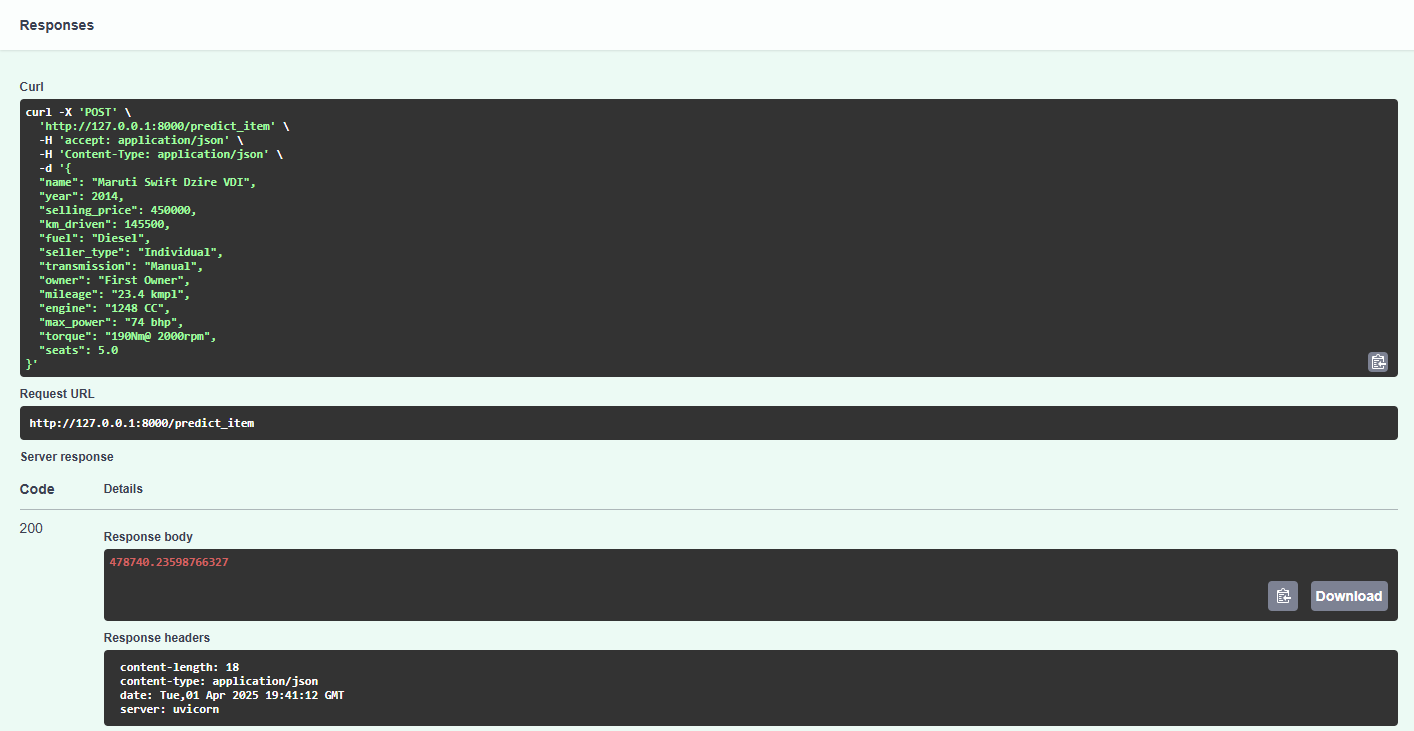 Responses
Curl
curl -X 'POST' \
  'http://127.0.0.1:8000/predict_item' \
  -H 'accept: application/json' \
  -H 'Content-Type: application/json' \
  -d '{
  "name": "Maruti Swift Dzire VDI",
  "year": 2014,
  "selling_price": 450000,
  "km_driven": 145500,
  "fuel": "Diesel",
  "seller_type": "Individual",
  "transmission": "Manual",
  "owner": "First Owner",
  "mileage": "23.4 kmpl",
  "engine": "1248 CC",
  "max_power": "74 bhp",
  "torque": "190Nm@ 2000rpm",
  "seats": 5.0
}'
Request URL
http://127.0.0.1:8000/predict_item
Server response
Code Details
200
Response body
478740.23598766327
Download
Response headers
content-length: 18
content-type: application/json
date: Tue,01 Apr 2025 19:41:12 GMT
server: uvicorn